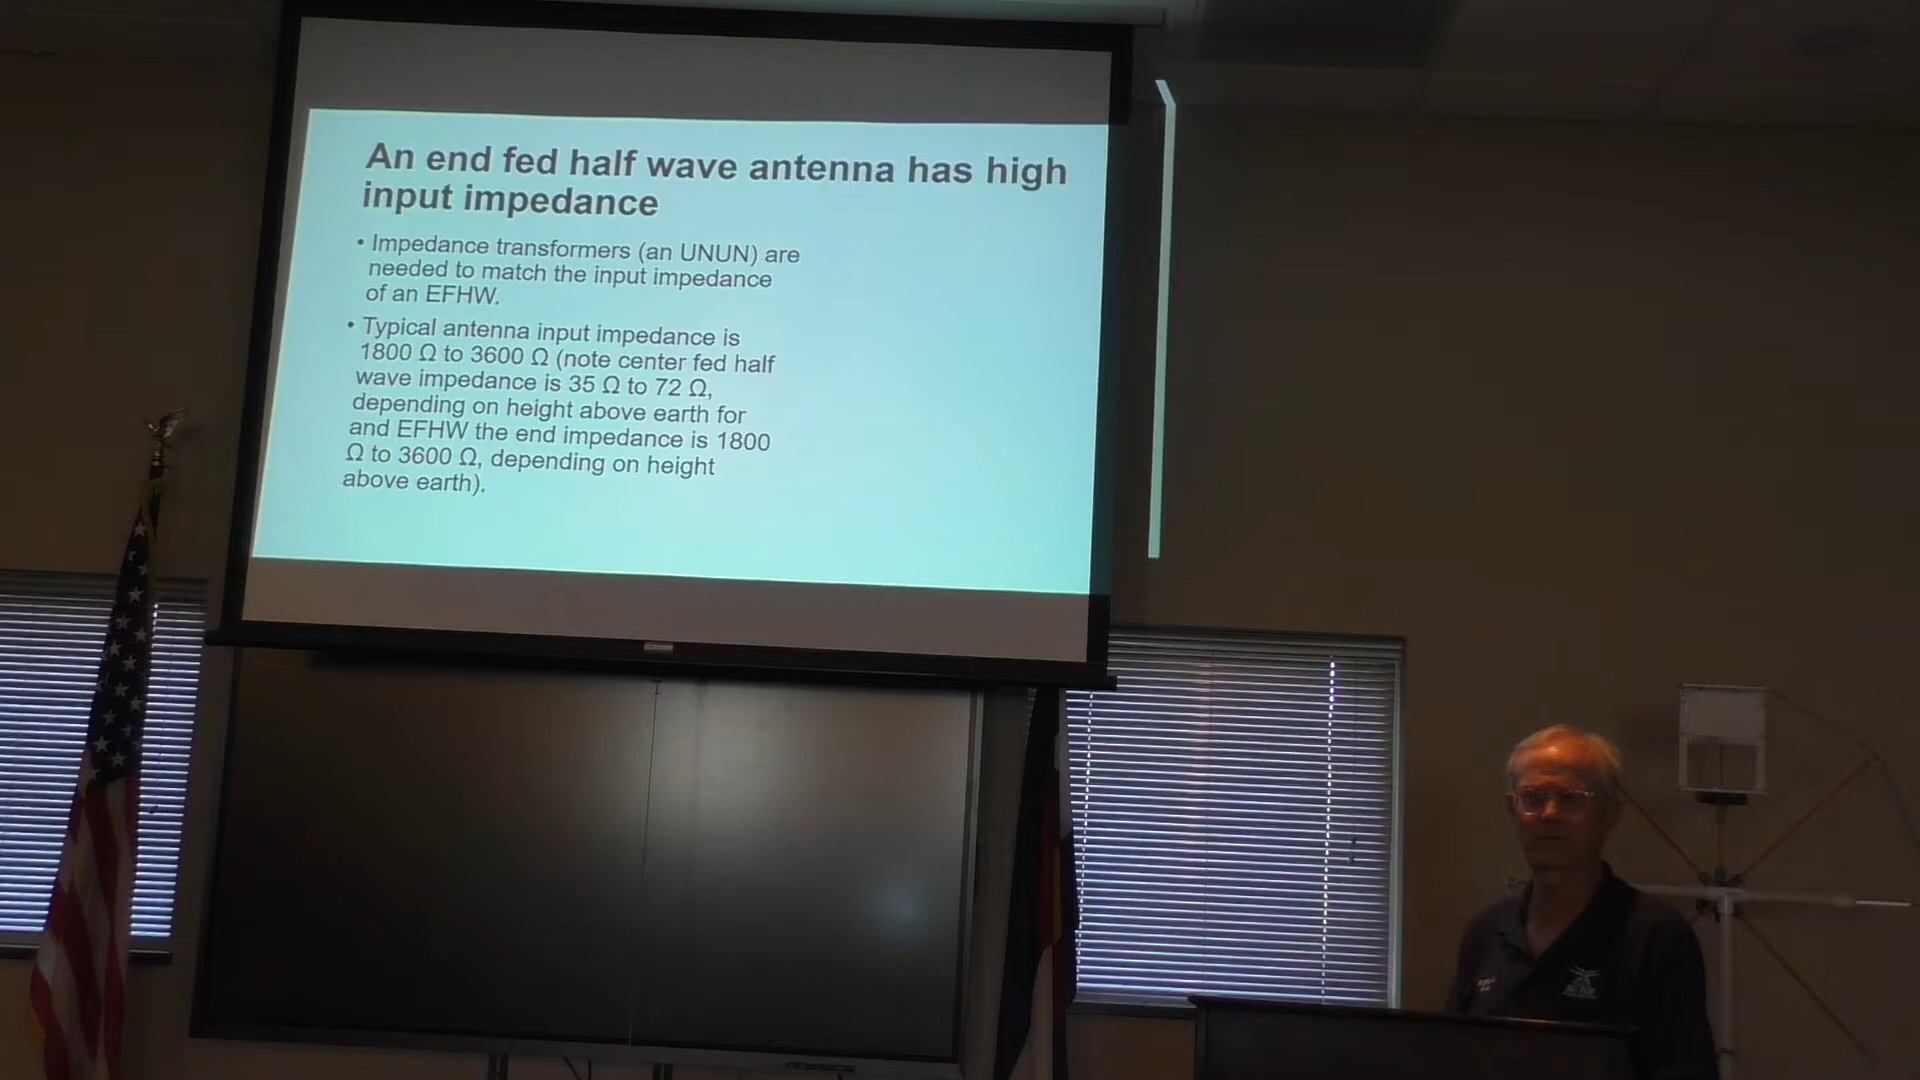 An end fed half wave antenna has high
input impedance
• Impedance transformers (an UNUN) are
needed to match the input impedance
of an EFHW.
• Typical antenna input impedance is
1800 Ω to 3600 Ω (note center fed half
wave impedance is 35 Ω to 72 Ω,
depending on height above earth for
and EFHW the end impedance is 1800
Ω to 3600 Ω, depending on height
above earth).